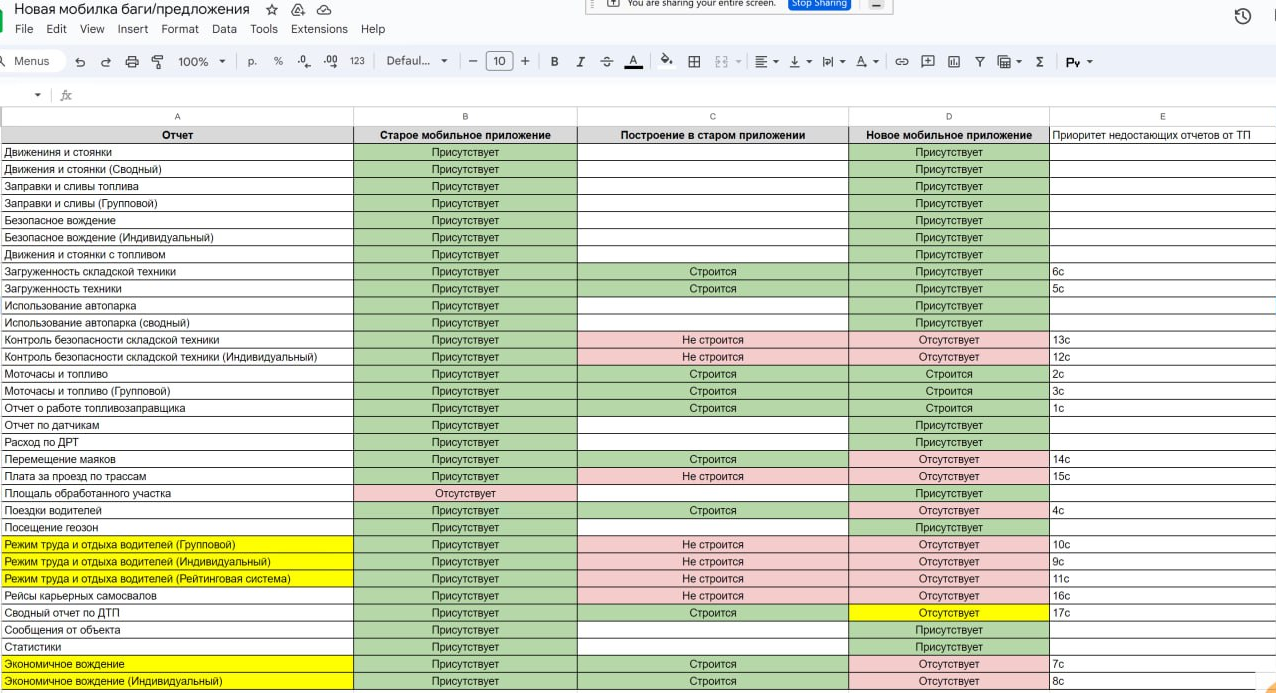 Новая мобилка баги/предложения
You are sharing your entire screen. Stop Sharing
File Edit View Insert Format Data Tools Extensions Help
Menus 100% р. % .0 .00 123 Defaul... 10 B I A Σ
fx
A B C D E
Отчет Старое мобильное приложение Построение в старом приложении Новое мобильное приложение Приоритет недостающих отчетов от ТП
Движениня и стоянки Присутствует Присутствует
Движения и стоянки (Сводный) Присутствует Присутствует
Заправки и сливы топлива Присутствует Присутствует
Заправки и сливы (Групповой) Присутствует Присутствует
Безопасное вождение Присутствует Присутствует
Безопасное вождение (Индивидуальный) Присутствует Присутствует
Движения и стоянки с топливом Присутствует Присутствует
Загруженность складской техники Присутствует Строится Присутствует 6с
Загруженность техники Присутствует Строится Присутствует 5с
Использование автопарка Присутствует Присутствует
Использование автопарка (сводный) Присутствует Присутствует
Контроль безопасности складской техники Присутствует Не строится Отсутствует 13с
Контроль безопасности складской техники (Индивидуальный) Присутствует Не строится Отсутствует 12с
Моточасы и топливо Присутствует Строится Строится 2с
Моточасы и топливо (Групповой) Присутствует Строится Строится 3с
Отчет о работе топливозаправщика Присутствует Строится Строится 1с
Отчет по датчикам Присутствует Присутствует
Расход по ДРТ Присутствует Присутствует
Перемещение маяков Присутствует Строится Отсутствует 14с
Плата за проезд по трассам Присутствует Не строится Отсутствует 15с
Площаль обработанного участка Отсутствует Присутствует
Поездки водителей Присутствует Строится Отсутствует 4с
Посещение геозон Присутствует Присутствует
Режим труда и отдыха водителей (Групповой) Присутствует Не строится Отсутствует 10с
Режим труда и отдыха водителей (Индивидуальный) Присутствует Не строится Отсутствует 9с
Режим труда и отдыха водителей (Рейтинговая система) Присутствует Не строится Отсутствует 11с
Рейсы карьерных самосвалов Присутствует Не строится Отсутствует 16с
Сводный отчет по ДТП Присутствует Строится Отсутствует 17с
Сообщения от объекта Присутствует Присутствует
Статистики Присутствует Присутствует
Экономичное вождение Присутствует Строится Отсутствует 7с
Экономичное вождение (Индивидуальный) Присутствует Строится Отсутствует 8с